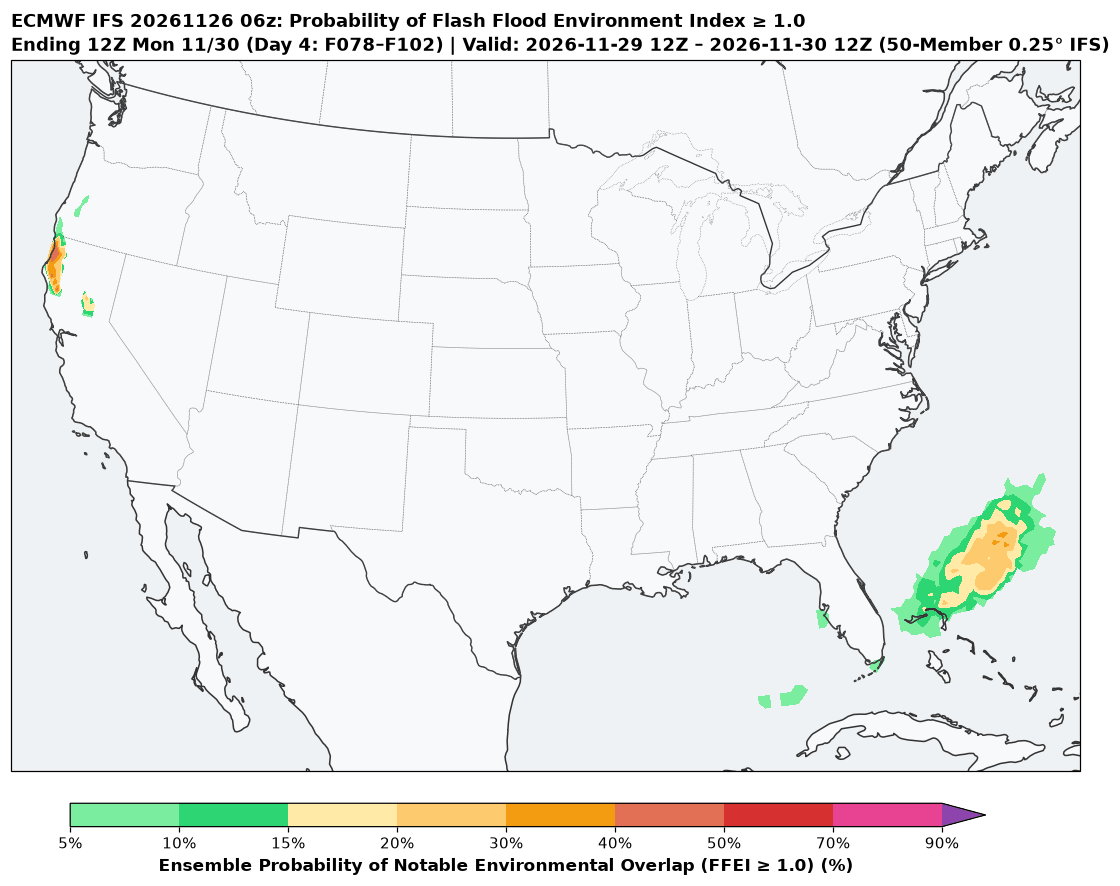 ECMWF IFS 20261126 06z: Probability of Flash Flood Environment Index ≥ 1.0
Ending 12Z Mon 11/30 (Day 4: F078–F102) | Valid: 2026-11-29 12Z – 2026-11-30 12Z (50-Member 0.25° IFS)
5% 10% 15% 20% 30% 40% 50% 70% 90%
Ensemble Probability of Notable Environmental Overlap (FFEI ≥ 1.0) (%)